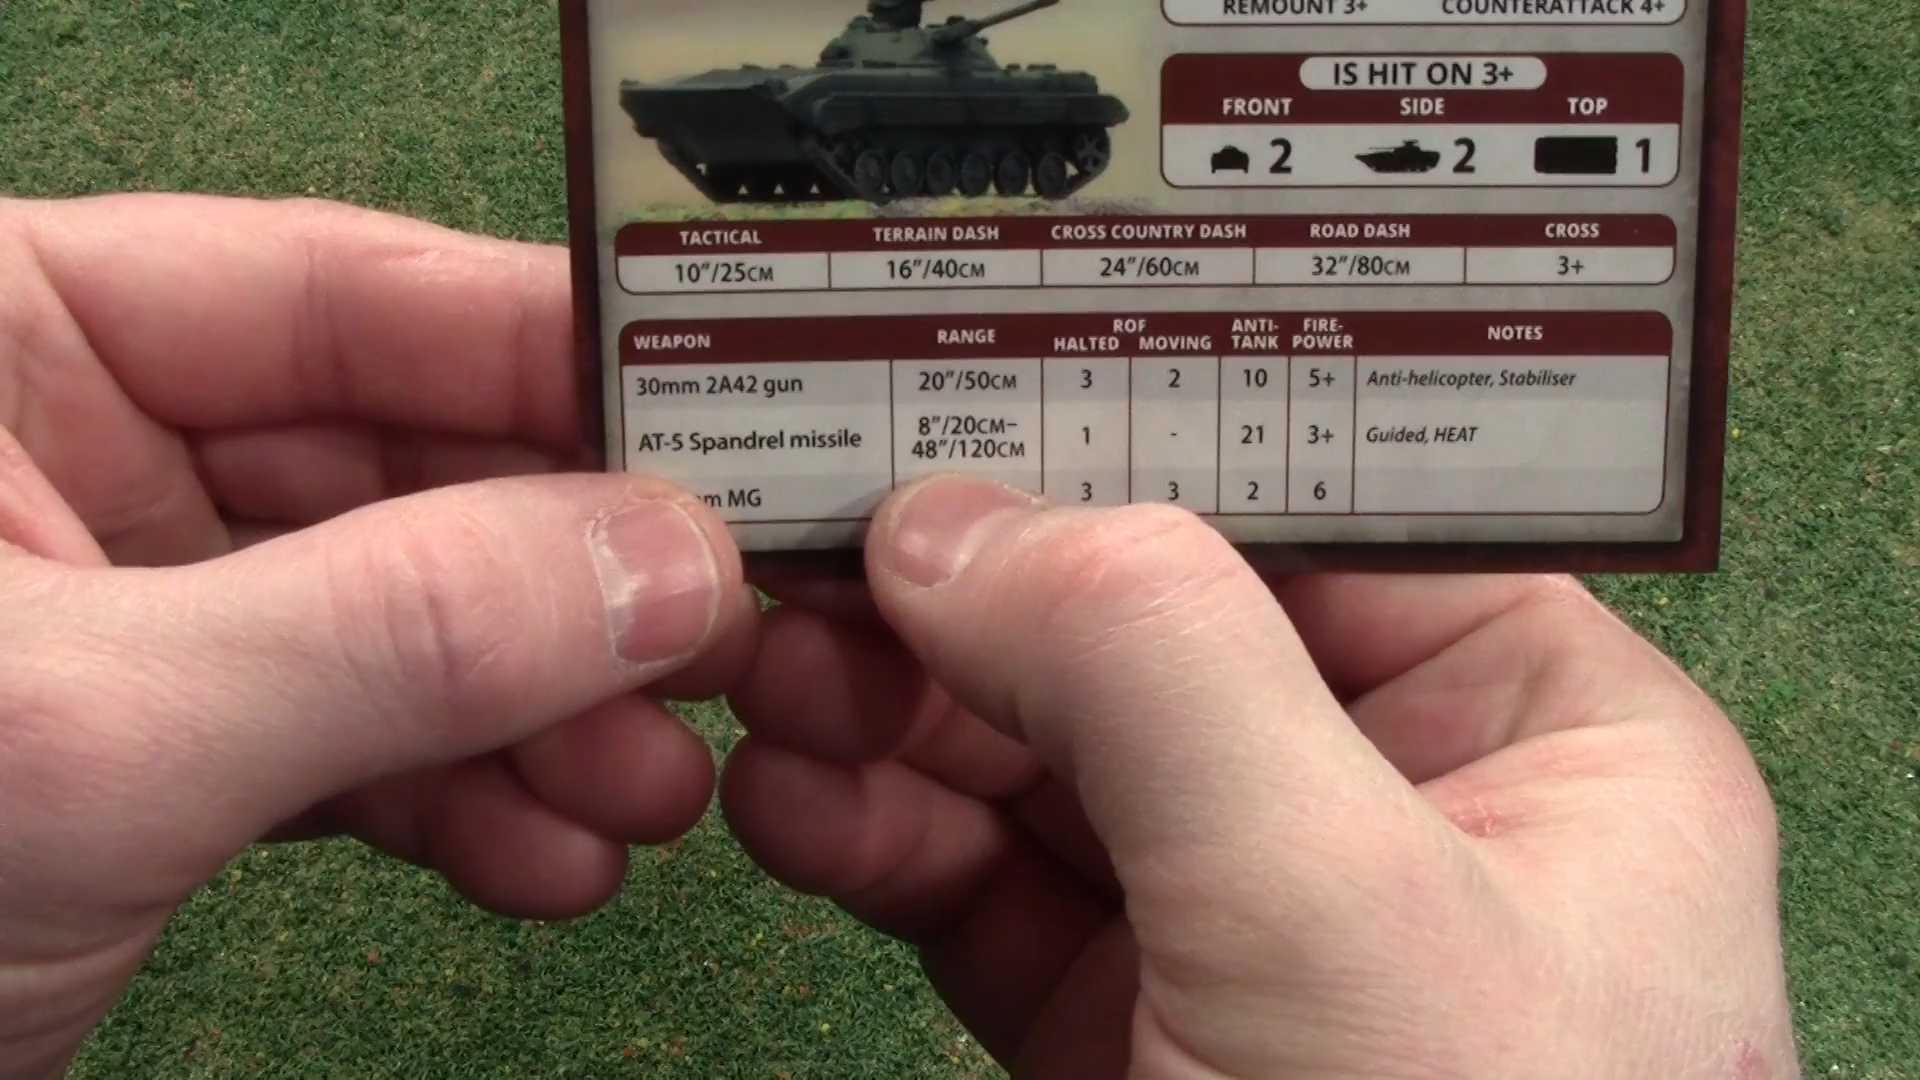 REMOUNT 3+ COUNTERATTACK 4+
IS HIT ON 3+
FRONT SIDE TOP
2 2 1
TACTICAL TERRAIN DASH CROSS COUNTRY DASH ROAD DASH CROSS
10"/25CM 16"/40CM 24"/60CM 32"/80CM 3+
WEAPON RANGE ROF HALTED MOVING ANTI-TANK FIRE-POWER NOTES
30mm 2A42 gun 20"/50CM 3 2 10 5+ Anti-helicopter, Stabiliser
AT-5 Spandrel missile 8"/20CM–48"/120CM 1 - 21 3+ Guided, HEAT
MG 3 3 2 6